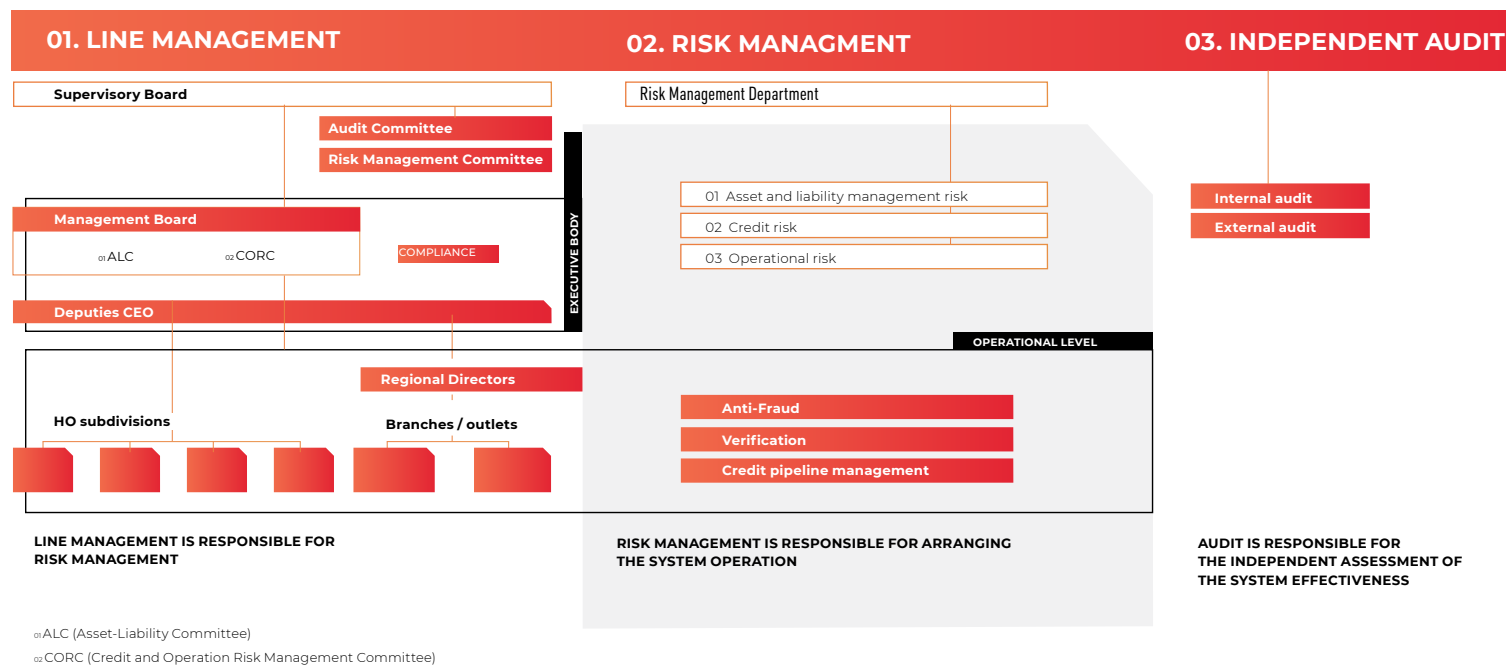 01. LINE MANAGEMENT
02. RISK MANAGMENT
03. INDEPENDENT AUDIT
Supervisory Board
Audit Committee
Risk Management Committee
Management Board
01 ALC
02 CORC
COMPLIANCE
Deputies CEO
EXECUTIVE BODY
Regional Directors
HO subdivisions
Branches / outlets
LINE MANAGEMENT IS RESPONSIBLE FOR
RISK MANAGEMENT
Risk Management Department
01 Asset and liability management risk
02 Credit risk
03 Operational risk
OPERATIONAL LEVEL
Anti-Fraud
Verification
Credit pipeline management
RISK MANAGEMENT IS RESPONSIBLE FOR ARRANGING
THE SYSTEM OPERATION
Internal audit
External audit
AUDIT IS RESPONSIBLE FOR
THE INDEPENDENT ASSESSMENT OF
THE SYSTEM EFFECTIVENESS
01 ALC (Asset-Liability Committee)
02 CORC (Credit and Operation Risk Management Committee)